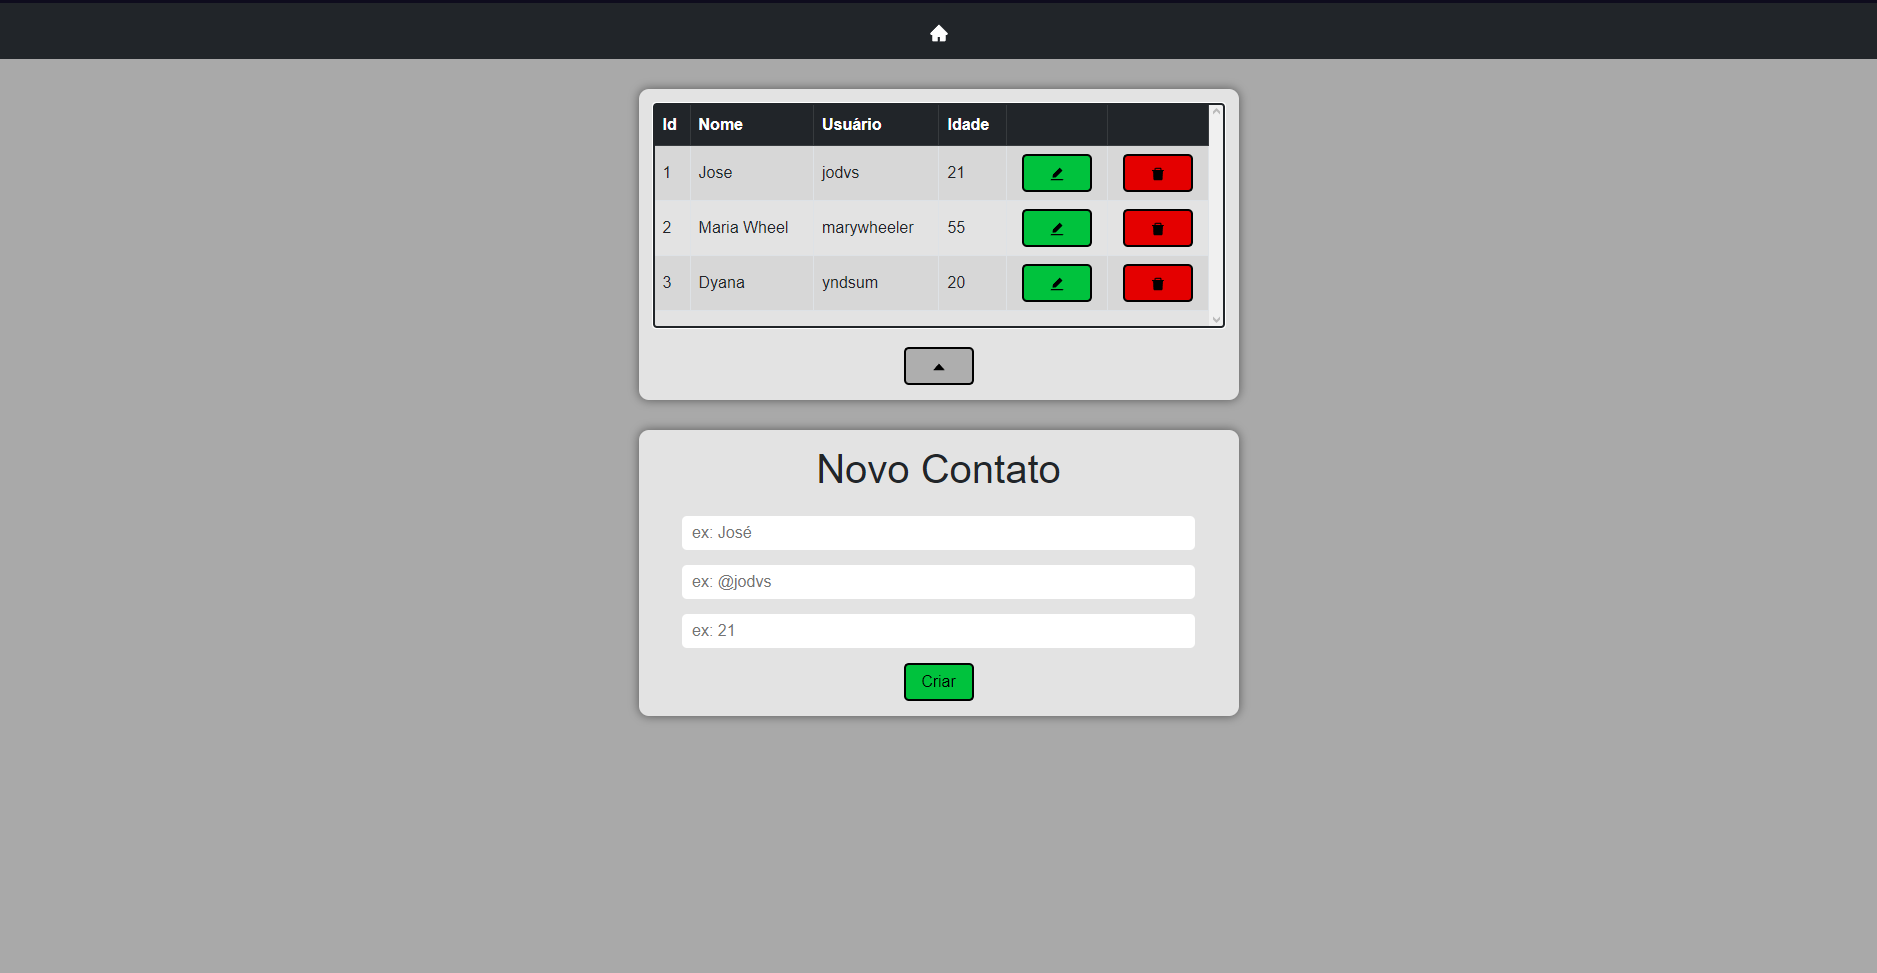 Id Nome Usuário Idade
1 Jose jodvs 21
2 Maria Wheel marywheeler 55
3 Dyana yndsum 20
Novo Contato
ex: José
ex: @jodvs
ex: 21
Criar